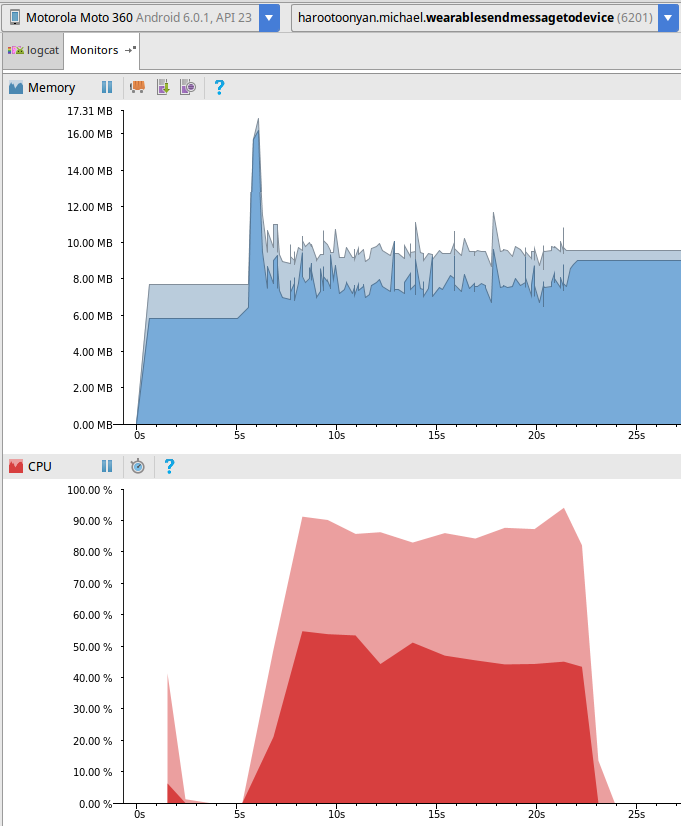 Motorola Moto 360 Android 6.0.1, API 23 harootoonyan.michael.wearablesendmessagetodevice (6201)
logcat Monitors
Memory ?
17.31 MB
16.00 MB
14.00 MB
12.00 MB
10.00 MB
8.00 MB
6.00 MB
4.00 MB
2.00 MB
0.00 MB
0s 5s 10s 15s 20s 25s
CPU ?
100.00 %
90.00 %
80.00 %
70.00 %
60.00 %
50.00 %
40.00 %
30.00 %
20.00 %
10.00 %
0.00 %
0s 5s 10s 15s 20s 25s